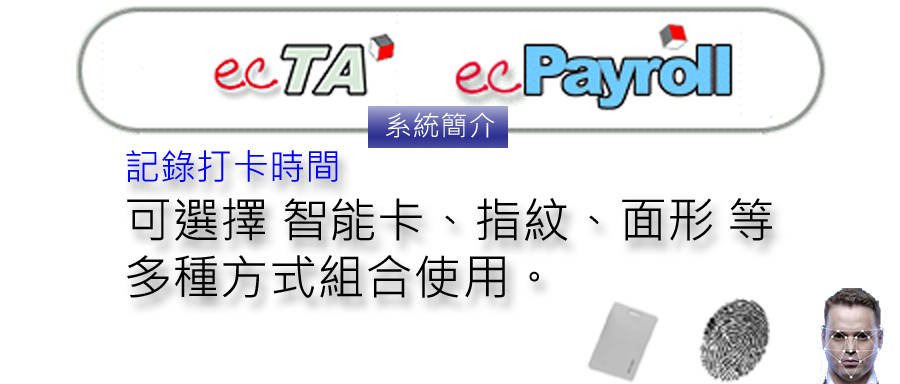 ecTA ecPayroll
系統簡介
記錄打卡時間
可選擇 智能卡、指紋、面形 等
多種方式組合使用。